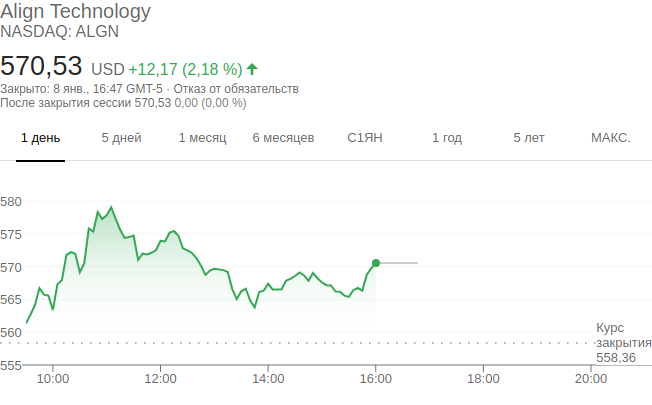 Align Technology
NASDAQ: ALGN
570,53 USD +12,17 (2,18 %)
Закрыто: 8 янв., 16:47 GMT-5 · Отказ от обязательств
После закрытия сессии 570,53 0,00 (0,00 %)
1 день 5 дней 1 месяц 6 месяцев С1ЯН 1 год 5 лет МАКС.
580
575
570
565
560
Курс
закрытия
558,36
555
10:00 12:00 14:00 16:00 18:00 20:00